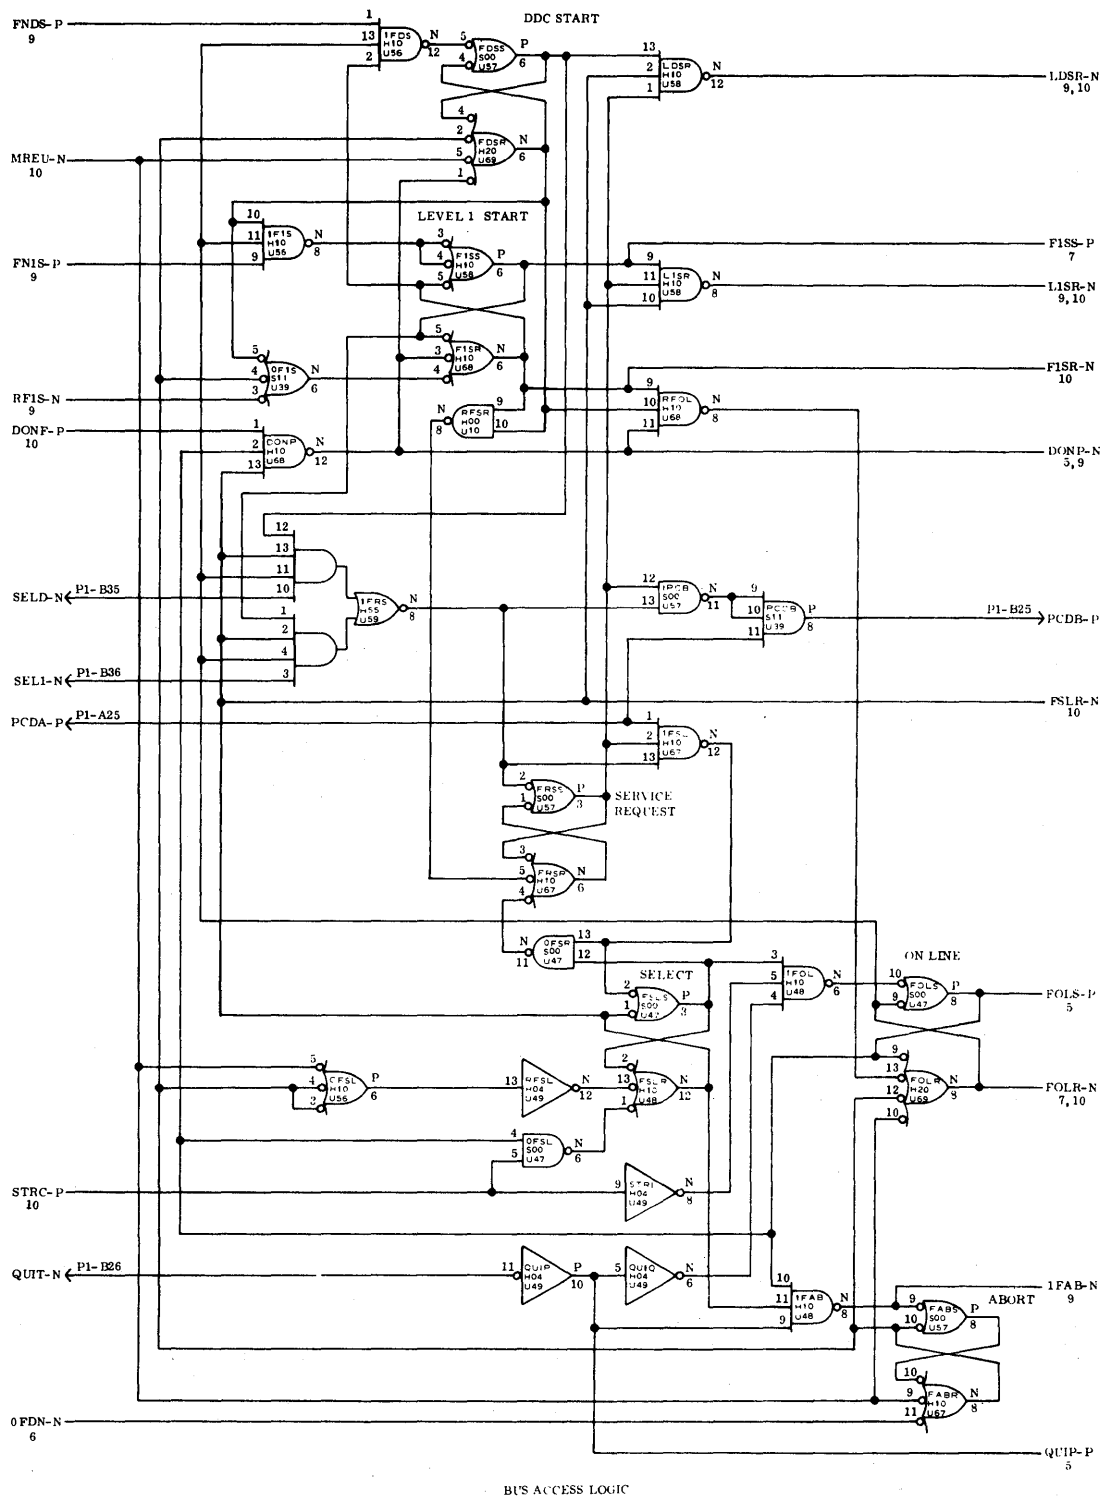 DDC START
FNDS-P
9
1
13
2
1FDS
H10
U56
N
12
5
4
FDSS
S00
U57
P
6
13
2
1
LDSR
H10
U58
N
12
LDSR-N
9, 10
4
2
5
1
FDSR
H20
U69
N
6
MREU-N
10
LEVEL 1 START
10
11
9
1F1S
H10
U56
N
8
FN1S-P
9
3
4
5
F1SS
H10
U58
P
6
F1SS-P
7
9
11
10
L1SR
H10
U58
N
8
L1SR-N
9, 10
5
3
4
F1SR
H10
U68
N
6
5
4
3
0F1S
S11
U39
N
6
F1SR-N
10
RF1S-N
9
N
8
RFSR
H00
U10
9
10
9
10
11
RFOL
H10
U68
N
8
DONF-P
10
1
2
13
DONP
H10
U68
N
12
DONP-N
5, 9
12
13
11
10
SELD-N
P1-B35
1
2
4
3
1FRS
H55
U59
N
8
12
13
1PCB
S00
U57
N
11
9
10
11
PCDB
S11
U39
P
8
P1-B25
PCDB-P
SEL1-N
P1-B36
FSLR-N
10
PCDA-P
P1-A25
1
2
13
1FSL
H10
U67
N
12
2
1
FRSS
S00
U57
P
3
SERVICE
REQUEST
3
5
4
FRSR
H10
U67
N
6
N
11
0FSR
S00
U47
13
12
SELECT
2
1
FSLS
S00
U47
P
3
3
5
4
1FOL
H10
U48
N
6
ON LINE
10
9
FOLS
S00
U47
P
8
FOLS-P
5
5
4
3
0FSL
H10
U56
P
6
13
RFSL
H04
U49
N
12
2
13
1
FSLR
H10
U48
N
12
9
13
12
10
FOLR
H20
U69
N
8
FOLR-N
7, 10
4
5
0FSL
S00
U47
N
6
STRC-P
10
9
STRI
H04
U49
N
8
QUIT-N
P1-B26
11
QUIP
H04
U49
P
10
5
QUIQ
H04
U49
N
6
10
11
9
1FAB
H10
U48
N
8
1FAB-N
9
ABORT
9
10
FABS
S00
U57
P
8
10
9
11
FABR
H10
U67
N
8
0FDN-N
6
QUIP-P
5
BUS ACCESS LOGIC